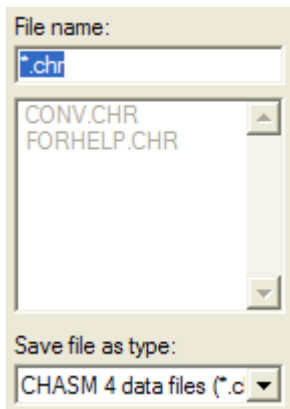 File name:
*.chr
CONV.CHR
FORHELP.CHR
Save file as type:
CHASM 4 data files (*.c